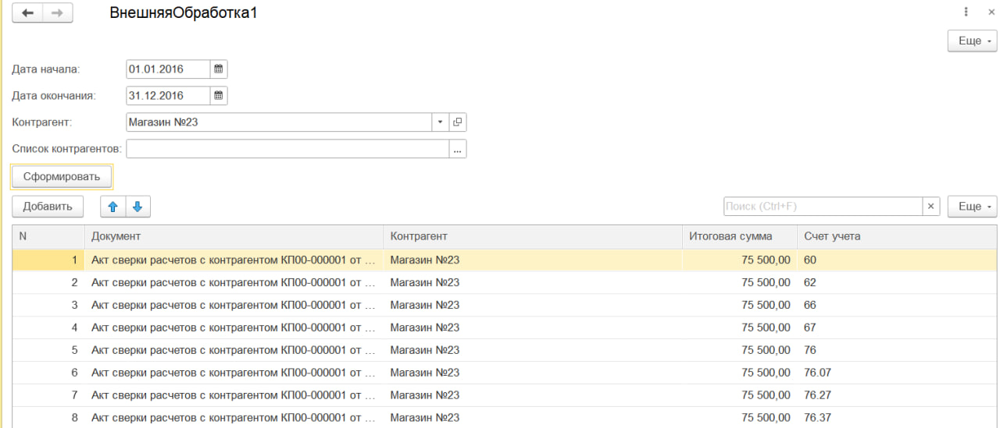 ВнешняяОбработка1
Еще
Дата начала: 01.01.2016
Дата окончания: 31.12.2016
Контрагент: Магазин №23
Список контрагентов: ...
Сформировать
Добавить Поиск (Ctrl+F) Еще
N Документ Контрагент Итоговая сумма Счет учета
1 Акт сверки расчетов с контрагентом КП00-000001 от ... Магазин №23 75 500,00 60
2 Акт сверки расчетов с контрагентом КП00-000001 от ... Магазин №23 75 500,00 62
3 Акт сверки расчетов с контрагентом КП00-000001 от ... Магазин №23 75 500,00 66
4 Акт сверки расчетов с контрагентом КП00-000001 от ... Магазин №23 75 500,00 67
5 Акт сверки расчетов с контрагентом КП00-000001 от ... Магазин №23 75 500,00 76
6 Акт сверки расчетов с контрагентом КП00-000001 от ... Магазин №23 75 500,00 76.07
7 Акт сверки расчетов с контрагентом КП00-000001 от ... Магазин №23 75 500,00 76.27
8 Акт сверки расчетов с контрагентом КП00-000001 от ... Магазин №23 75 500,00 76.37